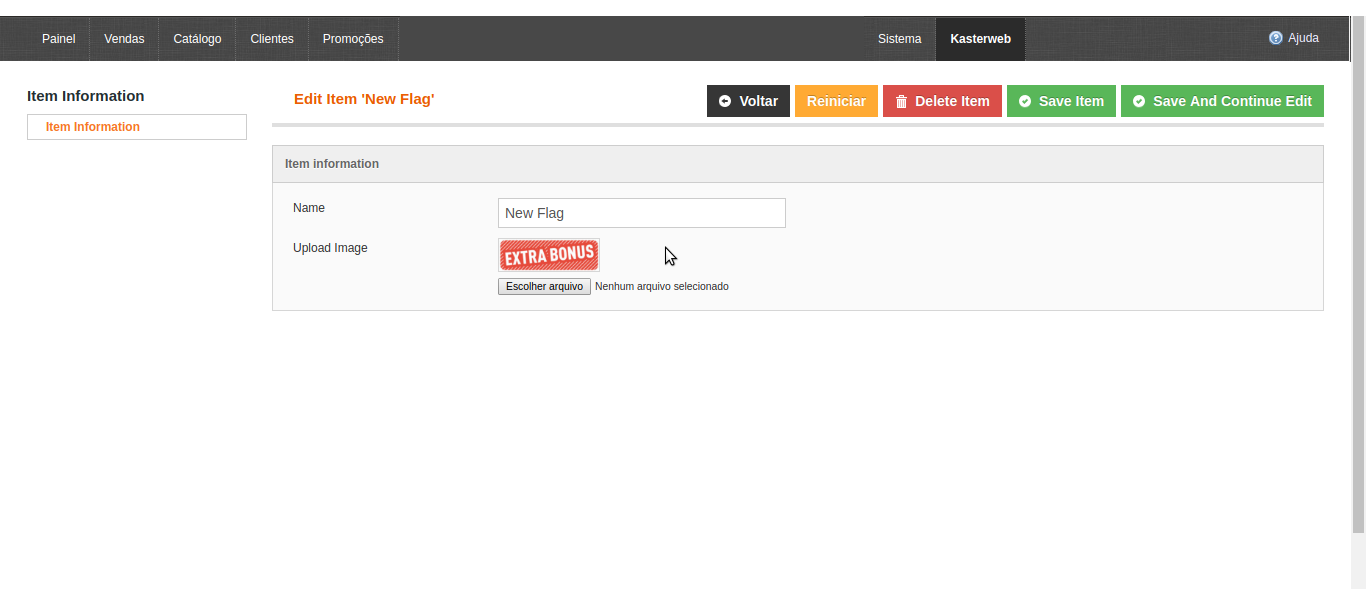 Painel Vendas Catálogo Clientes Promoções Sistema Kasterweb Ajuda
Item Information
Item Information
Edit Item 'New Flag'
Voltar Reiniciar Delete Item Save Item Save And Continue Edit
Item information
Name New Flag
Upload Image EXTRA BONUS
Escolher arquivo Nenhum arquivo selecionado